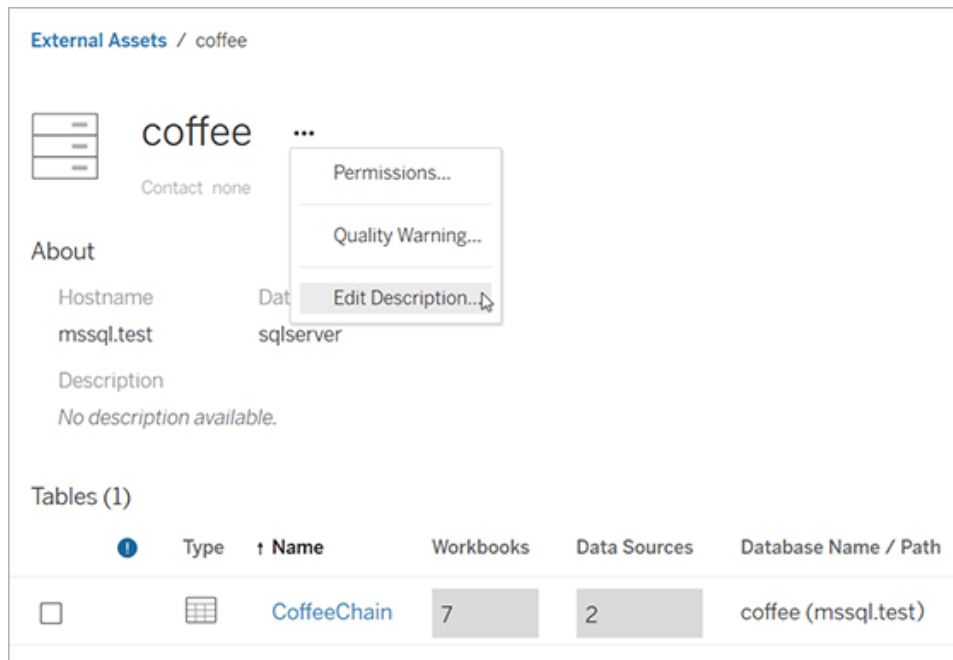 External Assets / coffee
coffee ...
Contact none
Permissions...
Quality Warning...
Edit Description...
About
Hostname Dat
mssql.test sqlserver
Description
No description available.
Tables (1)
! Type ↑ Name Workbooks Data Sources Database Name / Path
CoffeeChain 7 2 coffee (mssql.test)